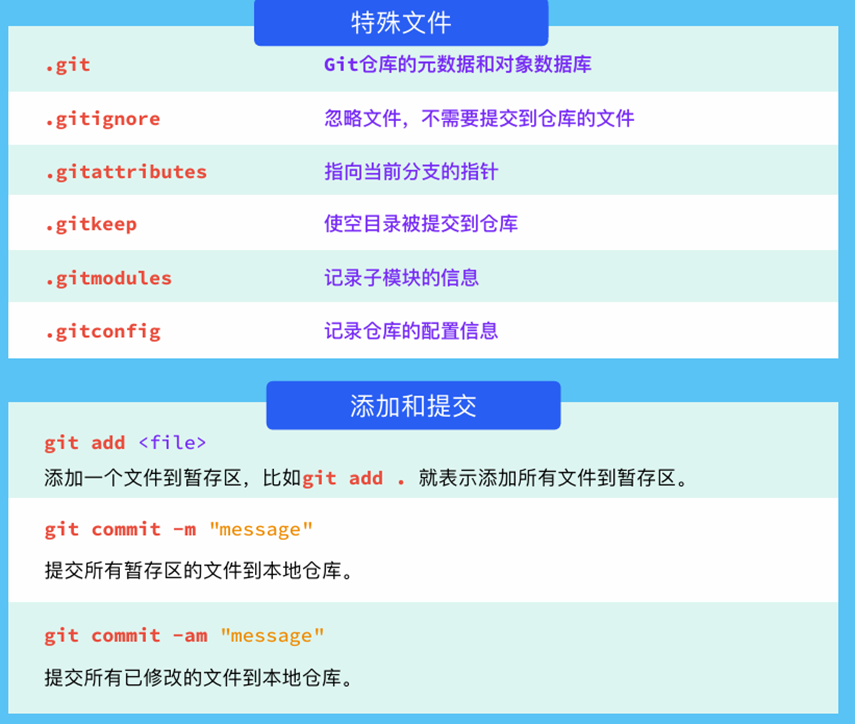 特殊文件
.git Git仓库的元数据和对象数据库
.gitignore 忽略文件，不需要提交到仓库的文件
.gitattributes 指向当前分支的指针
.gitkeep 使空目录被提交到仓库
.gitmodules 记录子模块的信息
.gitconfig 记录仓库的配置信息
添加和提交
git add <file>
添加一个文件到暂存区，比如git add . 就表示添加所有文件到暂存区。
git commit -m "message"
提交所有暂存区的文件到本地仓库。
git commit -am "message"
提交所有已修改的文件到本地仓库。